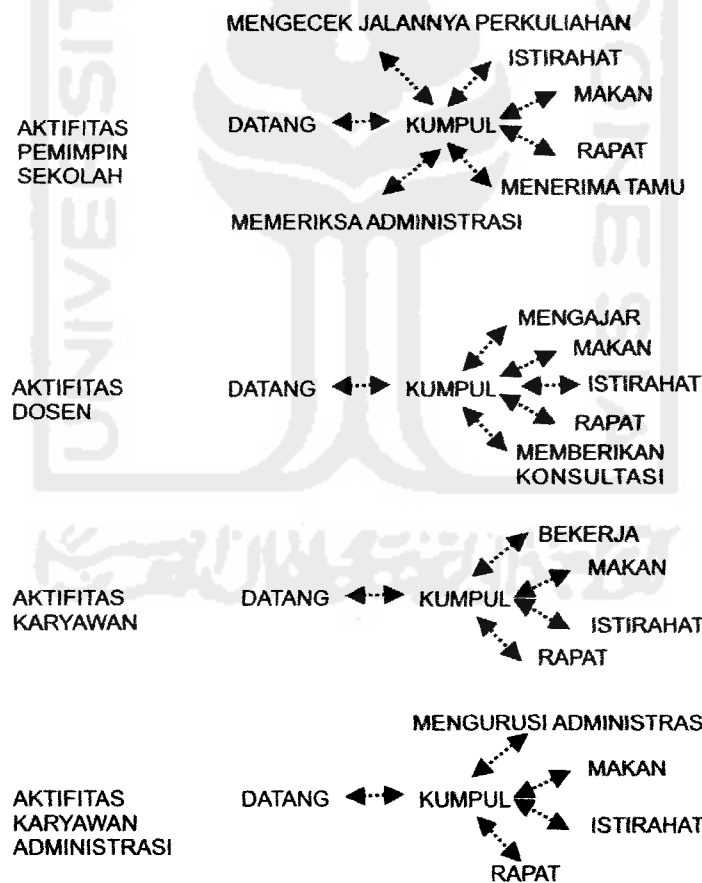 MENGECEK JALANNYA PERKULIAHAN
ISTIRAHAT
MAKAN
AKTIFITAS
PEMIMPIN
SEKOLAH
DATANG
KUMPUL
RAPAT
MENERIMA TAMU
MEMERIKSA ADMINISTRASI
MENGAJAR
MAKAN
AKTIFITAS
DOSEN
DATANG
KUMPUL
ISTIRAHAT
RAPAT
MEMBERIKAN
KONSULTASI
BEKERJA
MAKAN
AKTIFITAS
KARYAWAN
DATANG
KUMPUL
ISTIRAHAT
RAPAT
MENGURUSI ADMINISTRAS
MAKAN
AKTIFITAS
KARYAWAN
ADMINISTRASI
DATANG
KUMPUL
ISTIRAHAT
RAPAT